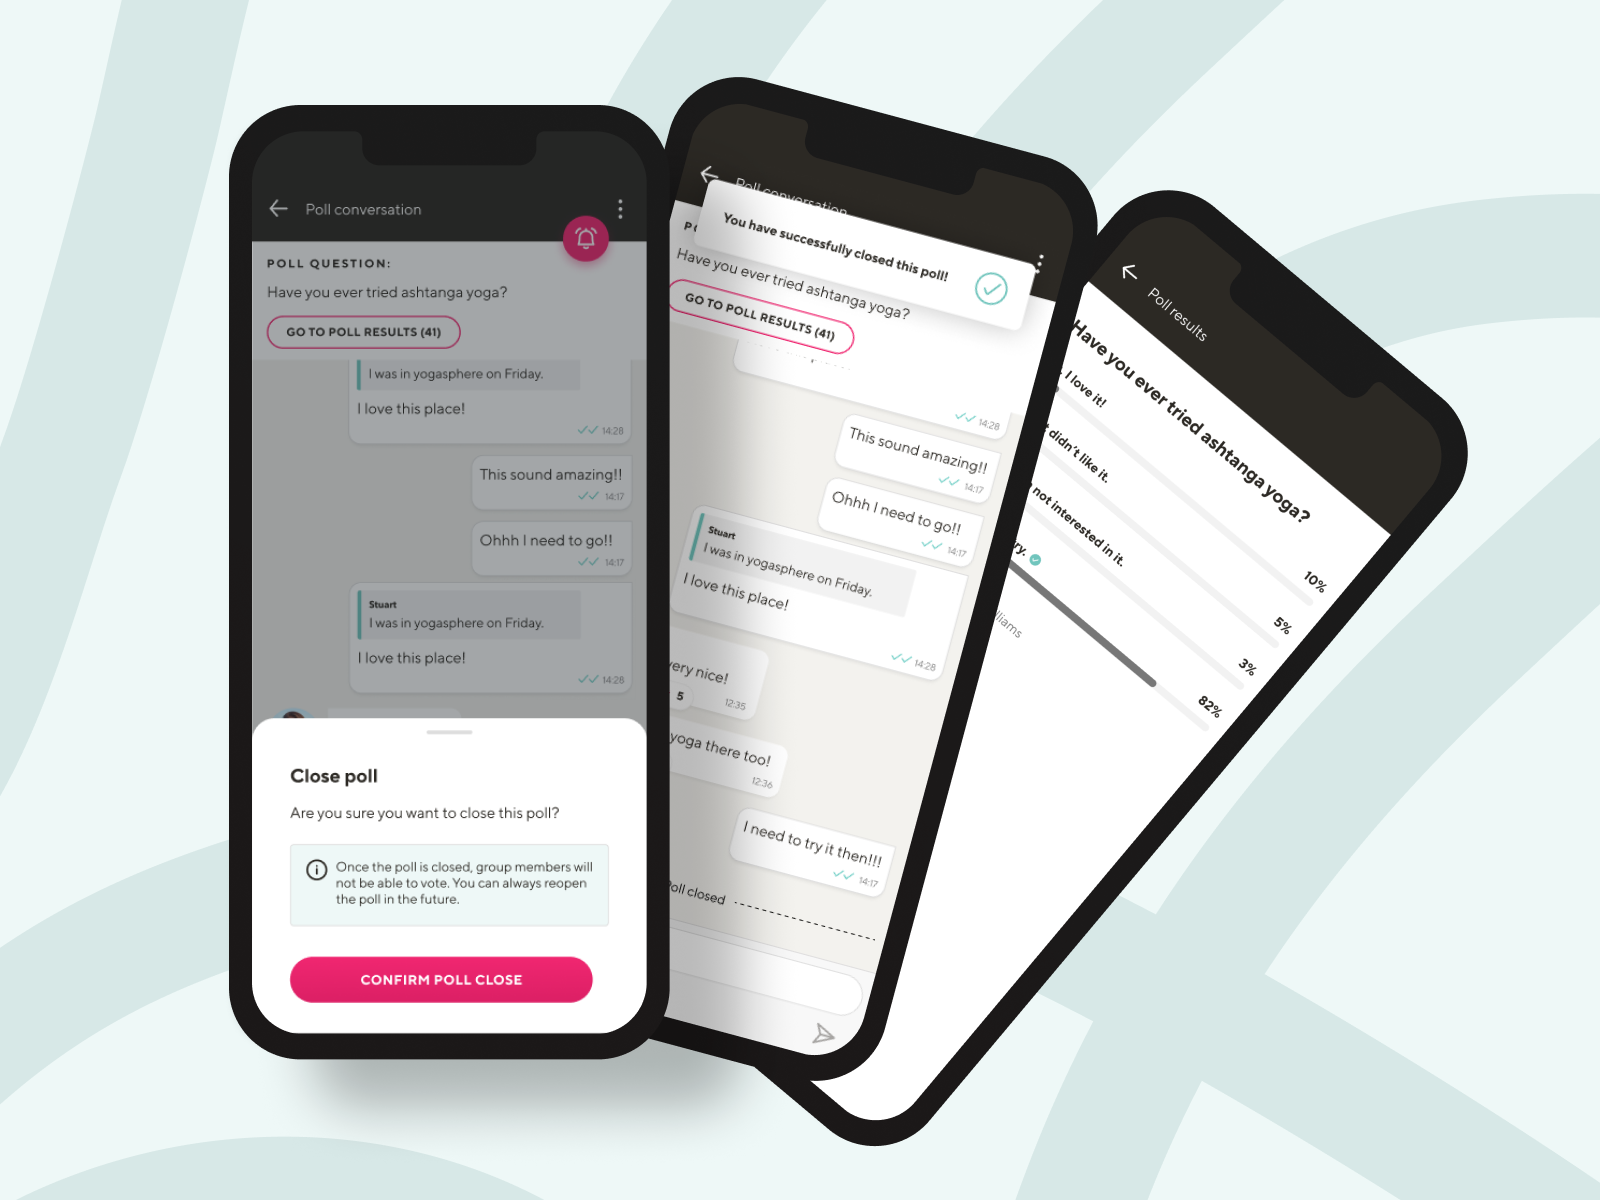 Poll conversation
POLL QUESTION:
Have you ever tried ashtanga yoga?
GO TO POLL RESULTS (41)
I was in yogasphere on Friday.
I love this place!
14:28
This sound amazing!!
14:17
Ohhh I need to go!!
14:17
Stuart
I was in yogasphere on Friday.
I love this place!
14:28
Close poll
Are you sure you want to close this poll?
Once the poll is closed, group members will
not be able to vote. You can always reopen
the poll in the future.
CONFIRM POLL CLOSE
Poll conversation
You have successfully closed this poll!
Have you ever tried ashtanga yoga?
GO TO POLL RESULTS (41)
14:28
This sound amazing!!
14:17
Ohhh I need to go!!
14:17
Stuart
I was in yogasphere on Friday.
I love this place!
14:28
very nice!
5
12:35
yoga there too!
12:36
I need to try it then!!!
14:17
Poll closed
Poll results
Have you ever tried ashtanga yoga?
I love it!
10%
didn't like it.
5%
not interested in it.
3%
82%